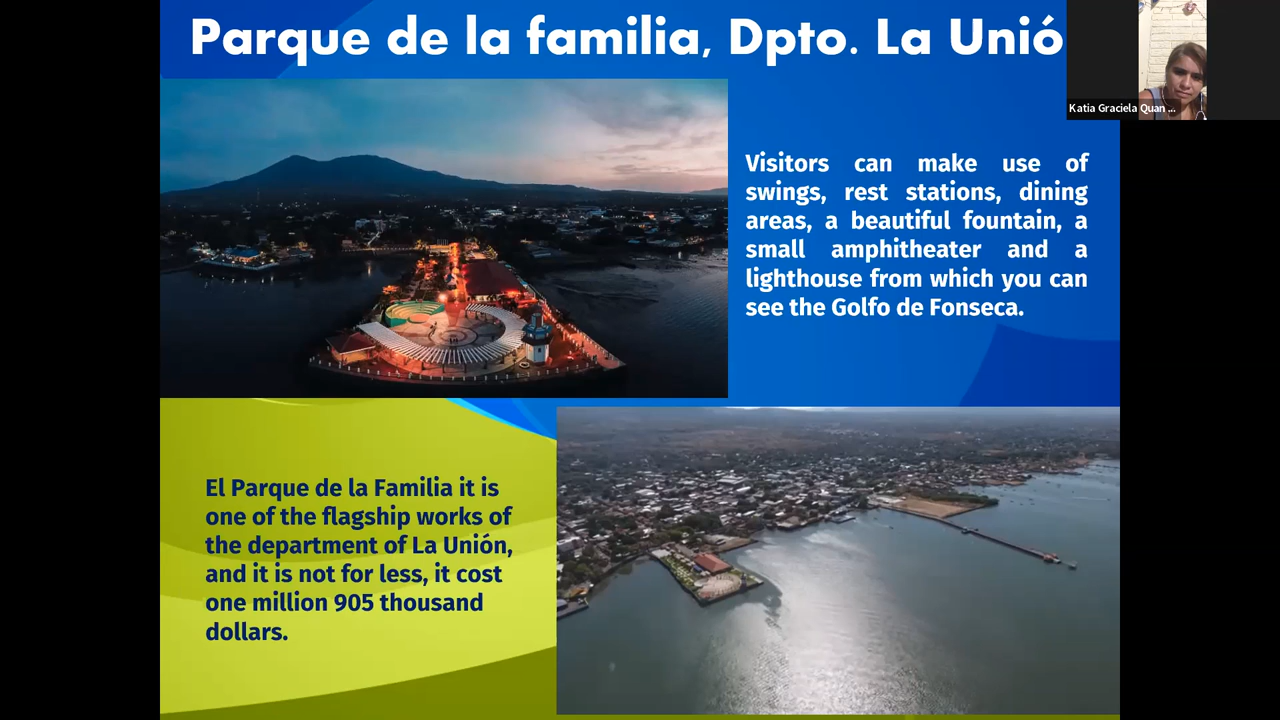 Parque de la familia, Dpto. La Unió
Katia Graciela Quan ...
Visitors can make use of
swings, rest stations, dining
areas, a beautiful fountain, a
small amphitheater and a
lighthouse from which you can
see the Golfo de Fonseca.
El Parque de la Familia it is
one of the flagship works of
the department of La Unión,
and it is not for less, it cost
one million 905 thousand
dollars.